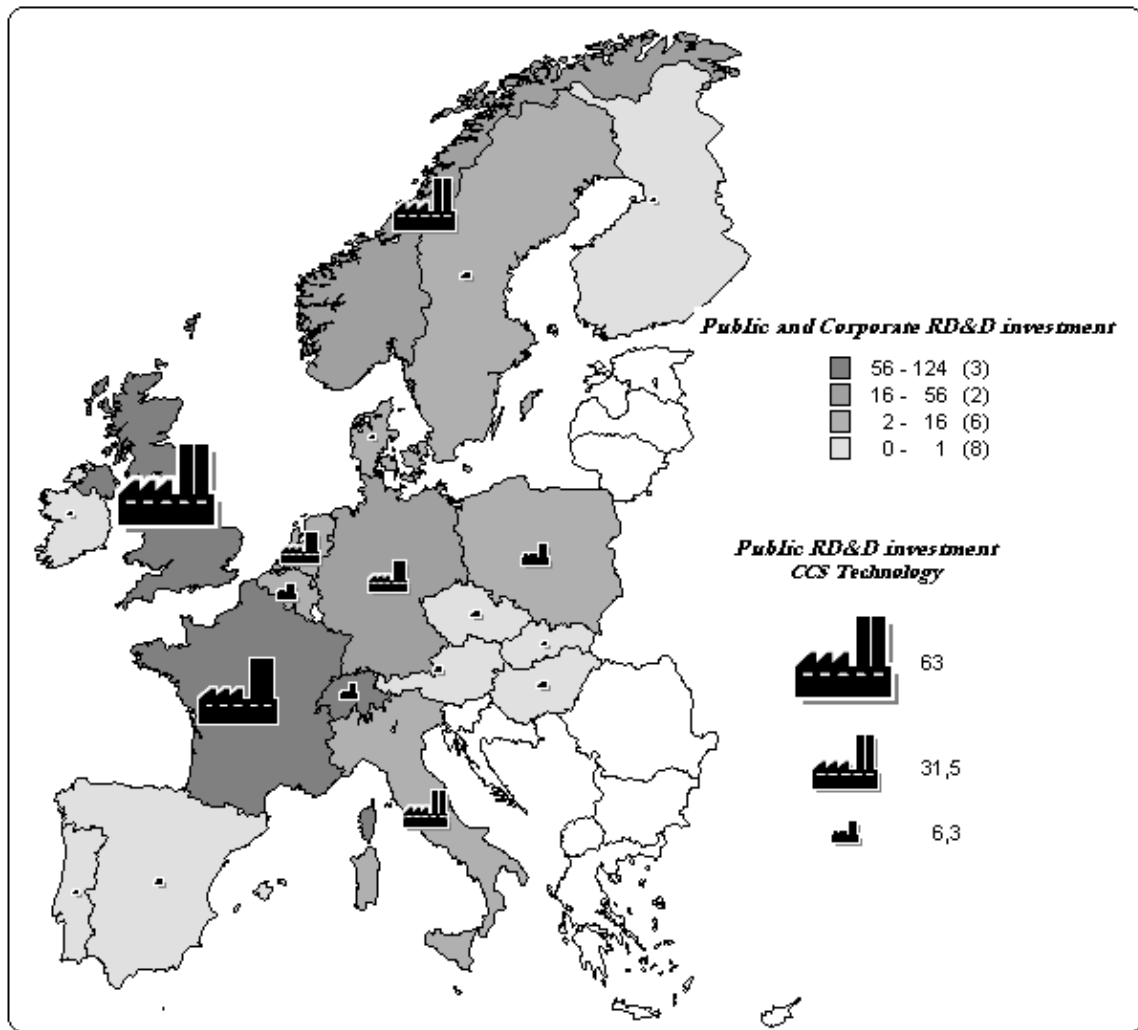 Public and Corporate RD&D investment
56 - 124 (3)
16 - 56 (2)
2 - 16 (6)
0 - 1 (8)
Public RD&D investment
CCS Technology
63
31,5
6,3